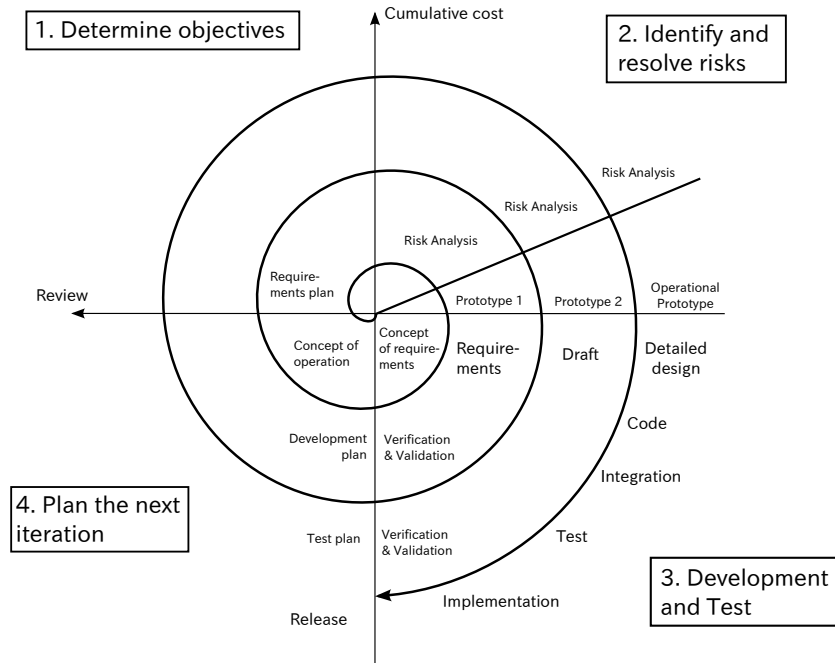 Cumulative cost
1. Determine objectives
2. Identify and
resolve risks
Risk Analysis
Risk Analysis
Risk Analysis
Require-
ments plan
Review
Prototype 1
Prototype 2
Operational
Prototype
Concept of
operation
Concept
of require-
ments
Require-
ments
Draft
Detailed
design
Code
Development
plan
Verification
& Validation
Integration
4. Plan the next
iteration
Test plan
Verification
& Validation
Test
3. Development
and Test
Implementation
Release